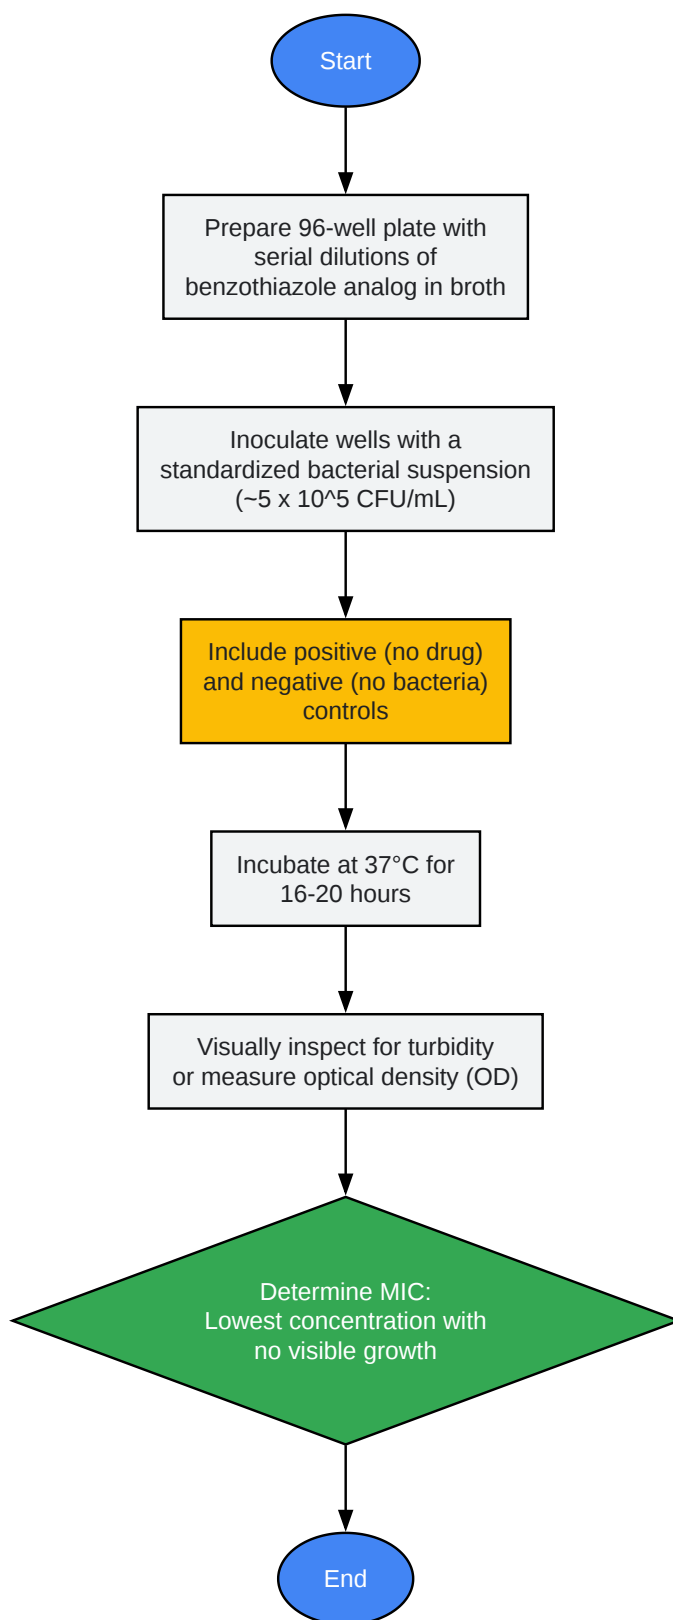 Start
Prepare 96-well plate with
serial dilutions of
benzothiazole analog in broth
Inoculate wells with a
standardized bacterial suspension
(~5 x 10^5 CFU/mL)
Include positive (no drug)
and negative (no bacteria)
controls
Incubate at 37°C for
16-20 hours
Visually inspect for turbidity
or measure optical density (OD)
Determine MIC:
Lowest concentration with
no visible growth
End